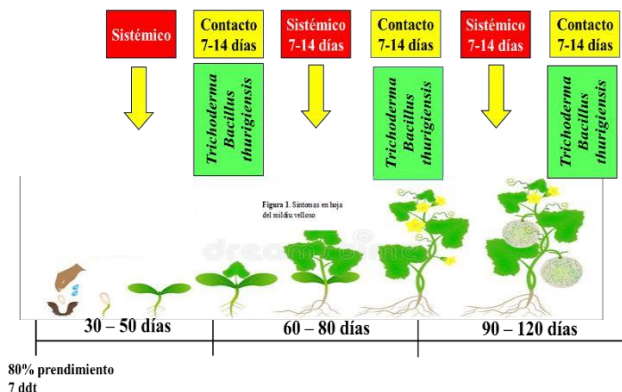 Sistémico
Contacto
7-14 días
Sistémico
7-14 días
Contacto
7-14 días
Sistémico
7-14 días
Contacto
7-14 días
Trichoderma
Bacillus
thurigiensis
Trichoderma
Bacillus
thurigiensis
Trichoderma
Bacillus
thurigiensis
Figura 1. Síntomas en hoja
del mildiu velloso
dreamstime
30 – 50 días
60 – 80 días
90 – 120 días
80% prendimiento
7 ddt